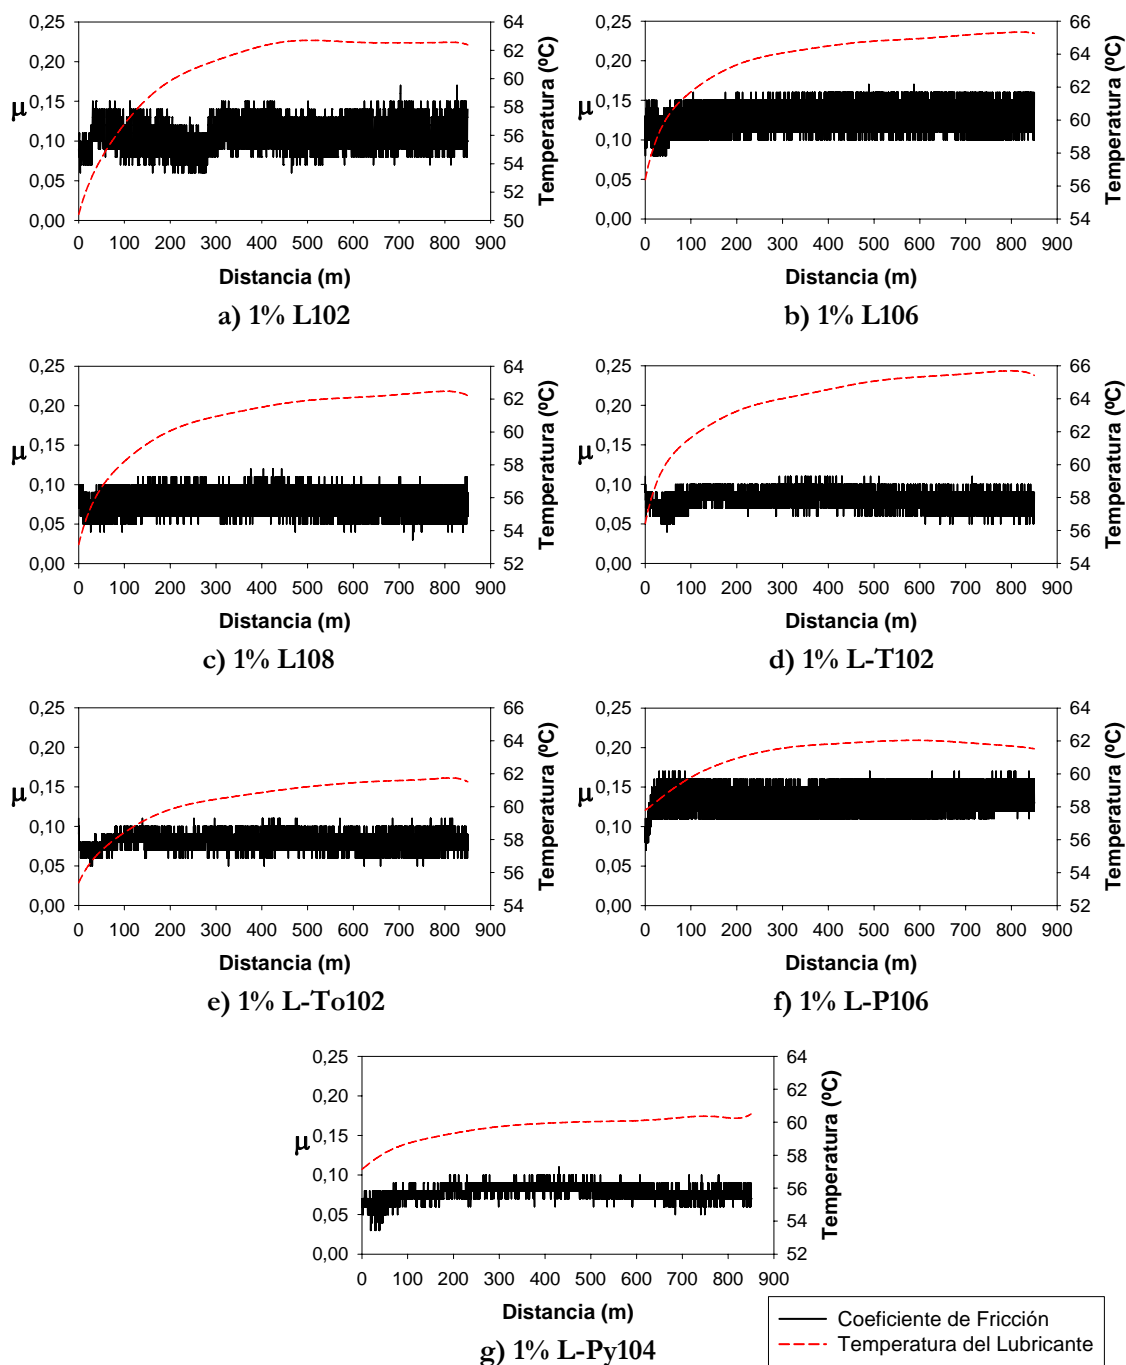 0,25
0,20
0,15
0,10
0,05
0,00
μ
64
62
60
58
56
54
52
50
Temperatura (ºC)
0 100 200 300 400 500 600 700 800 900
Distancia (m)
a) 1% L102
0,25
0,20
0,15
0,10
0,05
0,00
μ
66
64
62
60
58
56
54
Temperatura (ºC)
0 100 200 300 400 500 600 700 800 900
Distancia (m)
b) 1% L106
0,25
0,20
0,15
0,10
0,05
0,00
μ
64
62
60
58
56
54
52
Temperatura (ºC)
0 100 200 300 400 500 600 700 800 900
Distancia (m)
c) 1% L108
0,25
0,20
0,15
0,10
0,05
0,00
μ
66
64
62
60
58
56
54
Temperatura (ºC)
0 100 200 300 400 500 600 700 800 900
Distancia (m)
d) 1% L-T102
0,25
0,20
0,15
0,10
0,05
0,00
μ
66
64
62
60
58
56
54
Temperatura (ºC)
0 100 200 300 400 500 600 700 800 900
Distancia (m)
e) 1% L-To102
0,25
0,20
0,15
0,10
0,05
0,00
μ
64
62
60
58
56
54
52
Temperatura (ºC)
0 100 200 300 400 500 600 700 800 900
Distancia (m)
f) 1% L-P106
0,25
0,20
0,15
0,10
0,05
0,00
μ
64
62
60
58
56
54
52
Temperatura (ºC)
0 100 200 300 400 500 600 700 800 900
Distancia (m)
g) 1% L-Py104
Coeficiente de Fricción
Temperatura del Lubricante